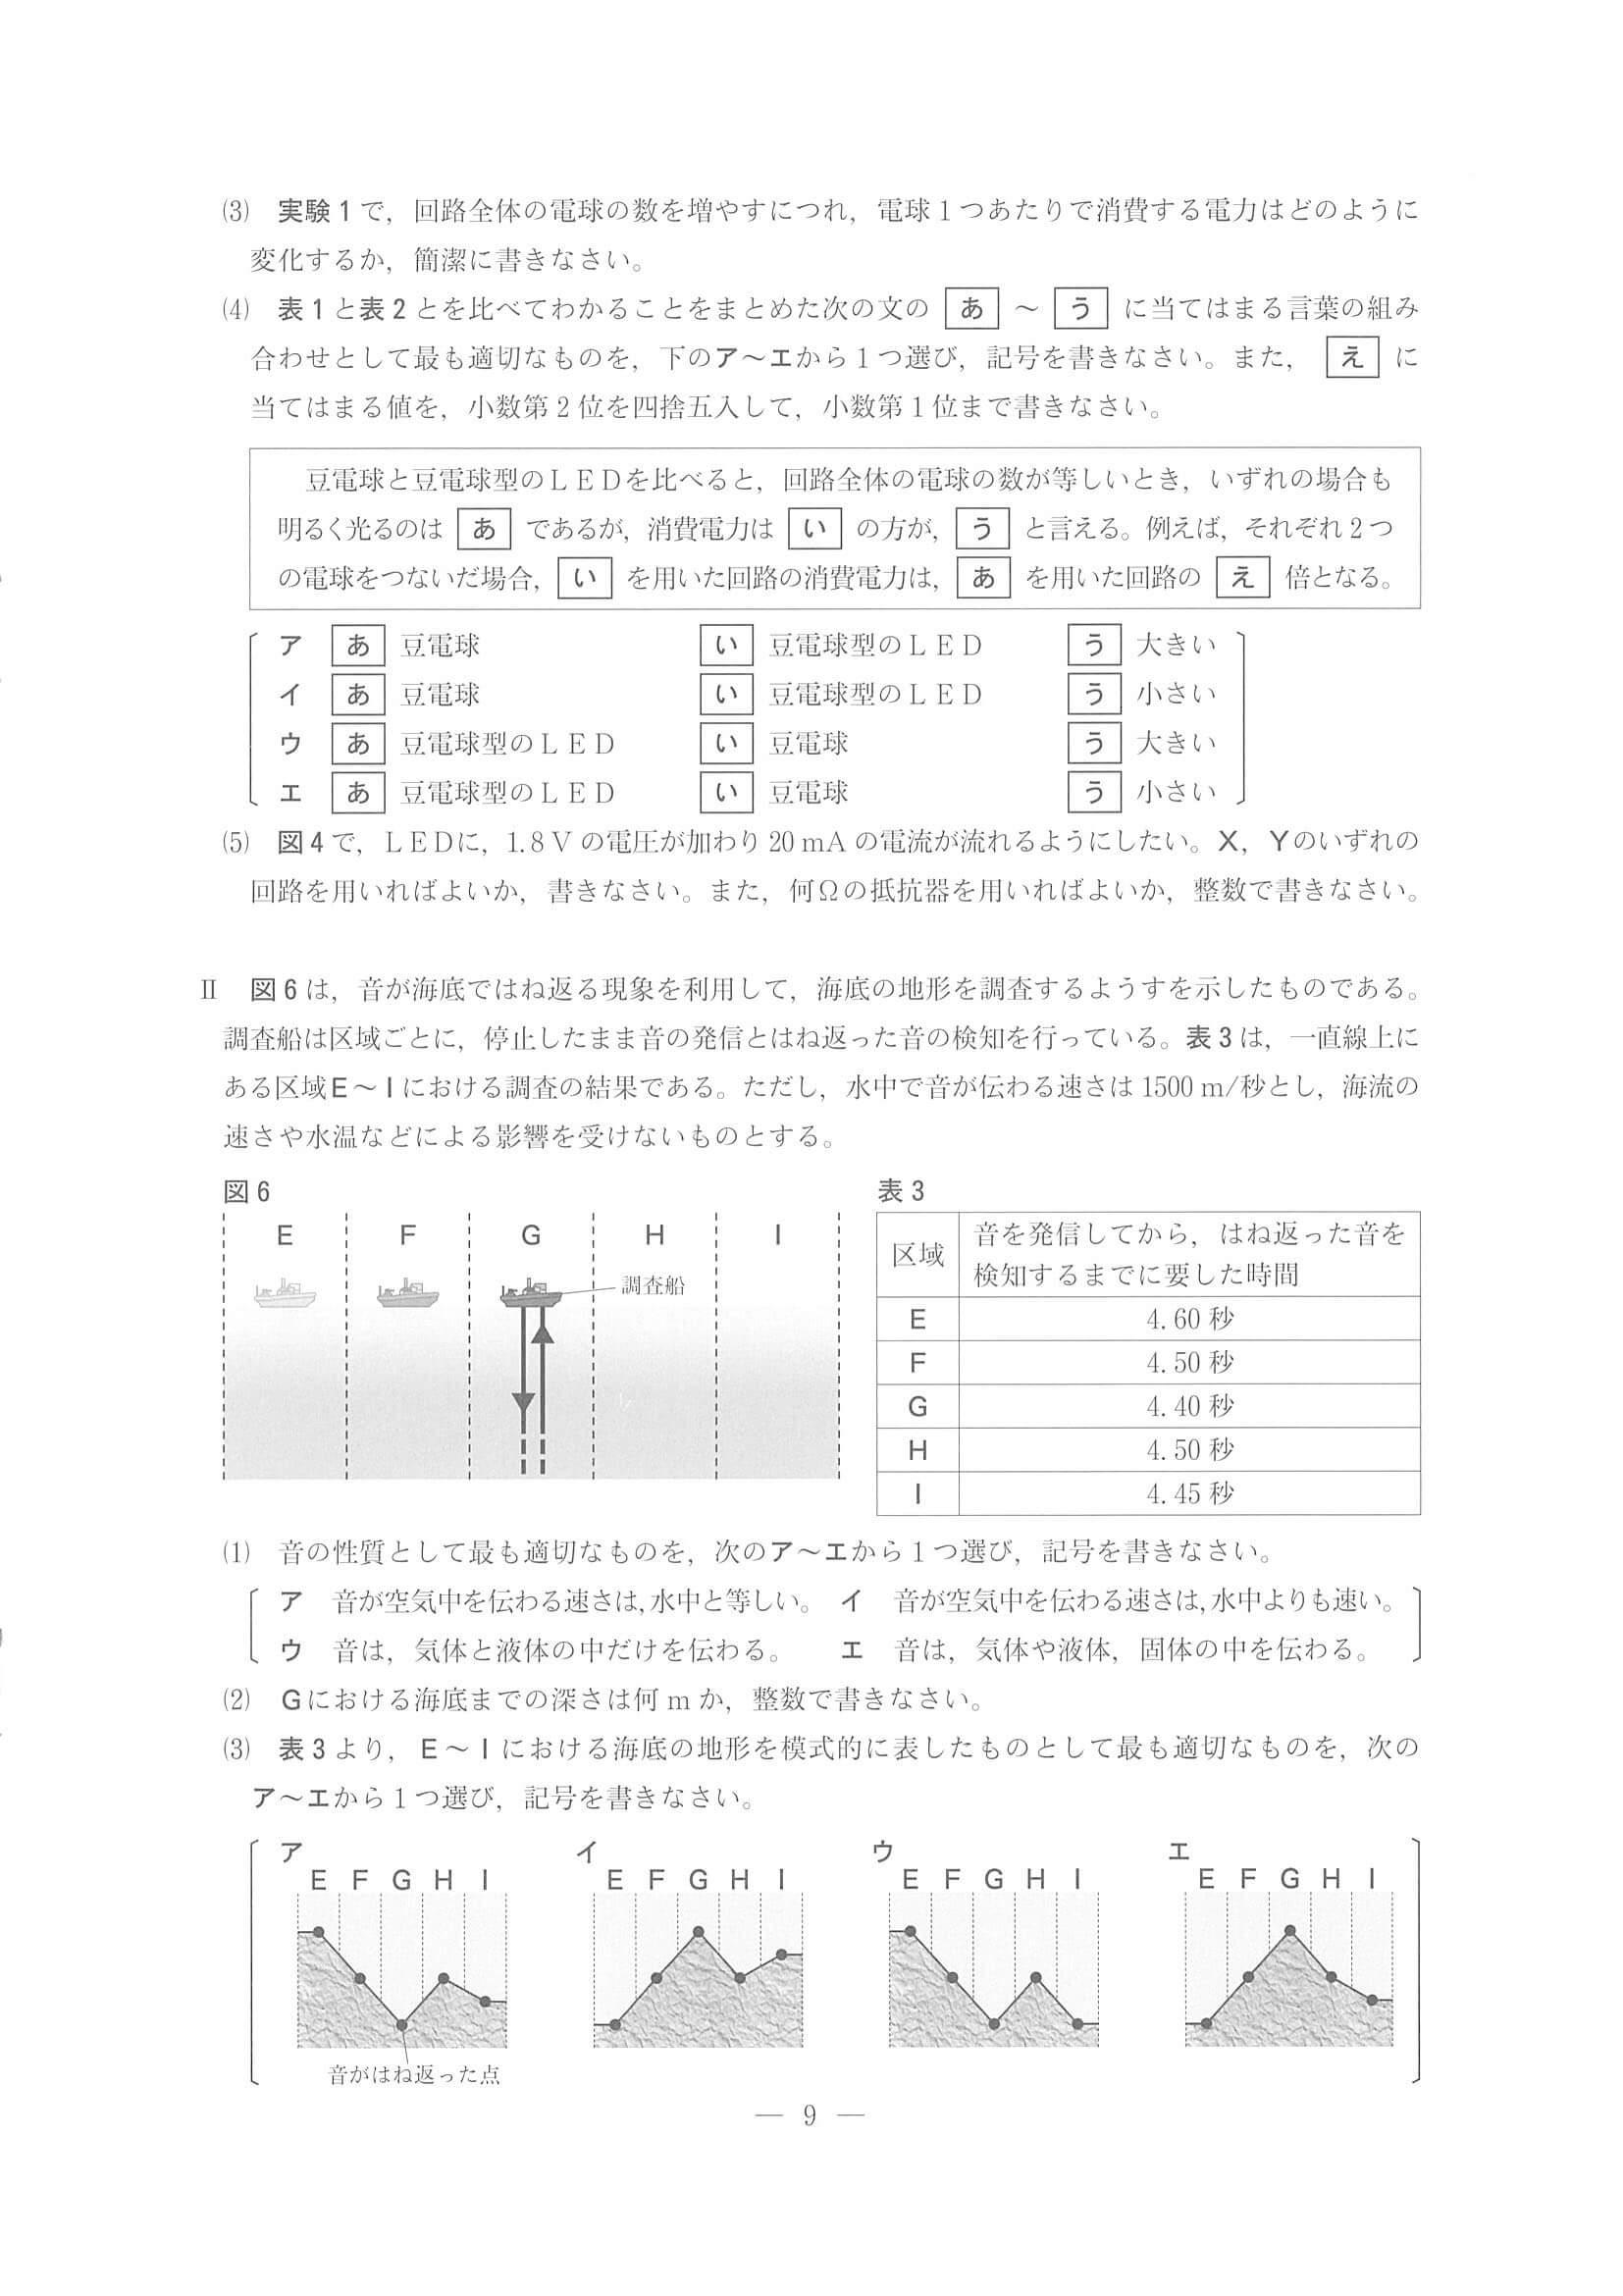 (3) 実験1で，回路全体の電球の数を増やすにつれ，電球1つあたりで消費する電力はどのように
変化するか，簡潔に書きなさい。
(4) 表1と表2とを比べてわかることをまとめた次の文の あ ～ う に当てはまる言葉の組み
合わせとして最も適切なものを，下のア～エから1つ選び，記号を書きなさい。また， え に
当てはまる値を，小数第2位を四捨五入して，小数第1位まで書きなさい。
豆電球と豆電球型のLEDを比べると，回路全体の電球の数が等しいとき，いずれの場合も
明るく光るのは あ であるが，消費電力は い の方が， う と言える。例えば，それぞれ2つ
の電球をつないだ場合， い を用いた回路の消費電力は， あ を用いた回路の え 倍となる。
ア あ 豆電球 い 豆電球型のLED う 大きい
イ あ 豆電球 い 豆電球型のLED う 小さい
ウ あ 豆電球型のLED い 豆電球 う 大きい
エ あ 豆電球型のLED い 豆電球 う 小さい
(5) 図4で，LEDに，1.8Vの電圧が加わり20mAの電流が流れるようにしたい。X，Yのいずれの
回路を用いればよいか，書きなさい。また，何Ωの抵抗器を用いればよいか，整数で書きなさい。
Ⅱ 図6は，音が海底ではね返る現象を利用して，海底の地形を調査するようすを示したものである。
調査船は区域ごとに，停止したまま音の発信とはね返った音の検知を行っている。表3は，一直線上に
ある区域E～Iにおける調査の結果である。ただし，水中で音が伝わる速さは1500m/秒とし，海流の
速さや水温などによる影響を受けないものとする。
図6
E F G H I
調査船
表3
区域 音を発信してから，はね返った音を
検知するまでに要した時間
E 4.60秒
F 4.50秒
G 4.40秒
H 4.50秒
I 4.45秒
(1) 音の性質として最も適切なものを，次のア～エから1つ選び，記号を書きなさい。
ア 音が空気中を伝わる速さは，水中と等しい。 イ 音が空気中を伝わる速さは，水中よりも速い。
ウ 音は，気体と液体の中だけを伝わる。 エ 音は，気体や液体，固体の中を伝わる。
(2) Gにおける海底までの深さは何mか，整数で書きなさい。
(3) 表3より，E～Iにおける海底の地形を模式的に表したものとして最も適切なものを，次の
ア～エから1つ選び，記号を書きなさい。
ア イ ウ エ
E F G H I E F G H I E F G H I E F G H I
音がはね返った点
— 9 —